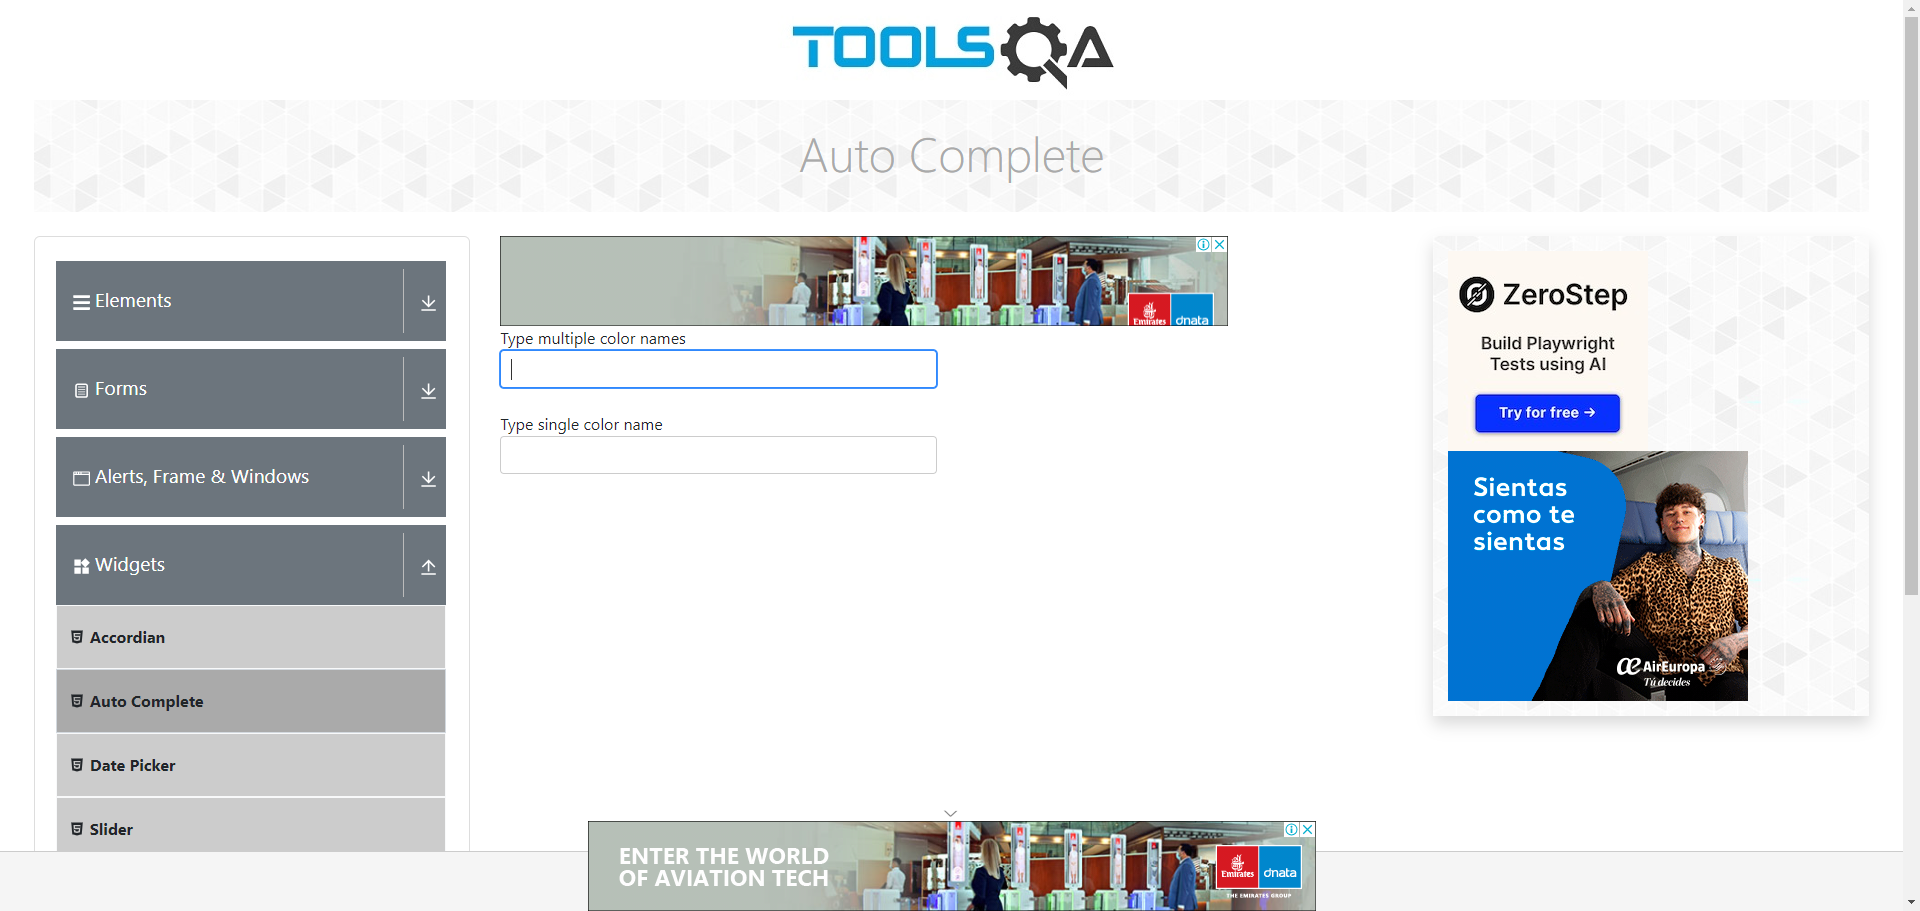 TOOLSQA
Auto Complete
Elements
Forms
Alerts, Frame & Windows
Widgets
Accordian
Auto Complete
Date Picker
Slider
Emirates
dnata
Type multiple color names
Type single color name
ZeroStep
Build Playwright
Tests using AI
Try for free →
Sientas
como te
sientas
AirEuropa
Tú decides
ENTER THE WORLD
OF AVIATION TECH
Emirates
dnata
THE EMIRATES GROUP